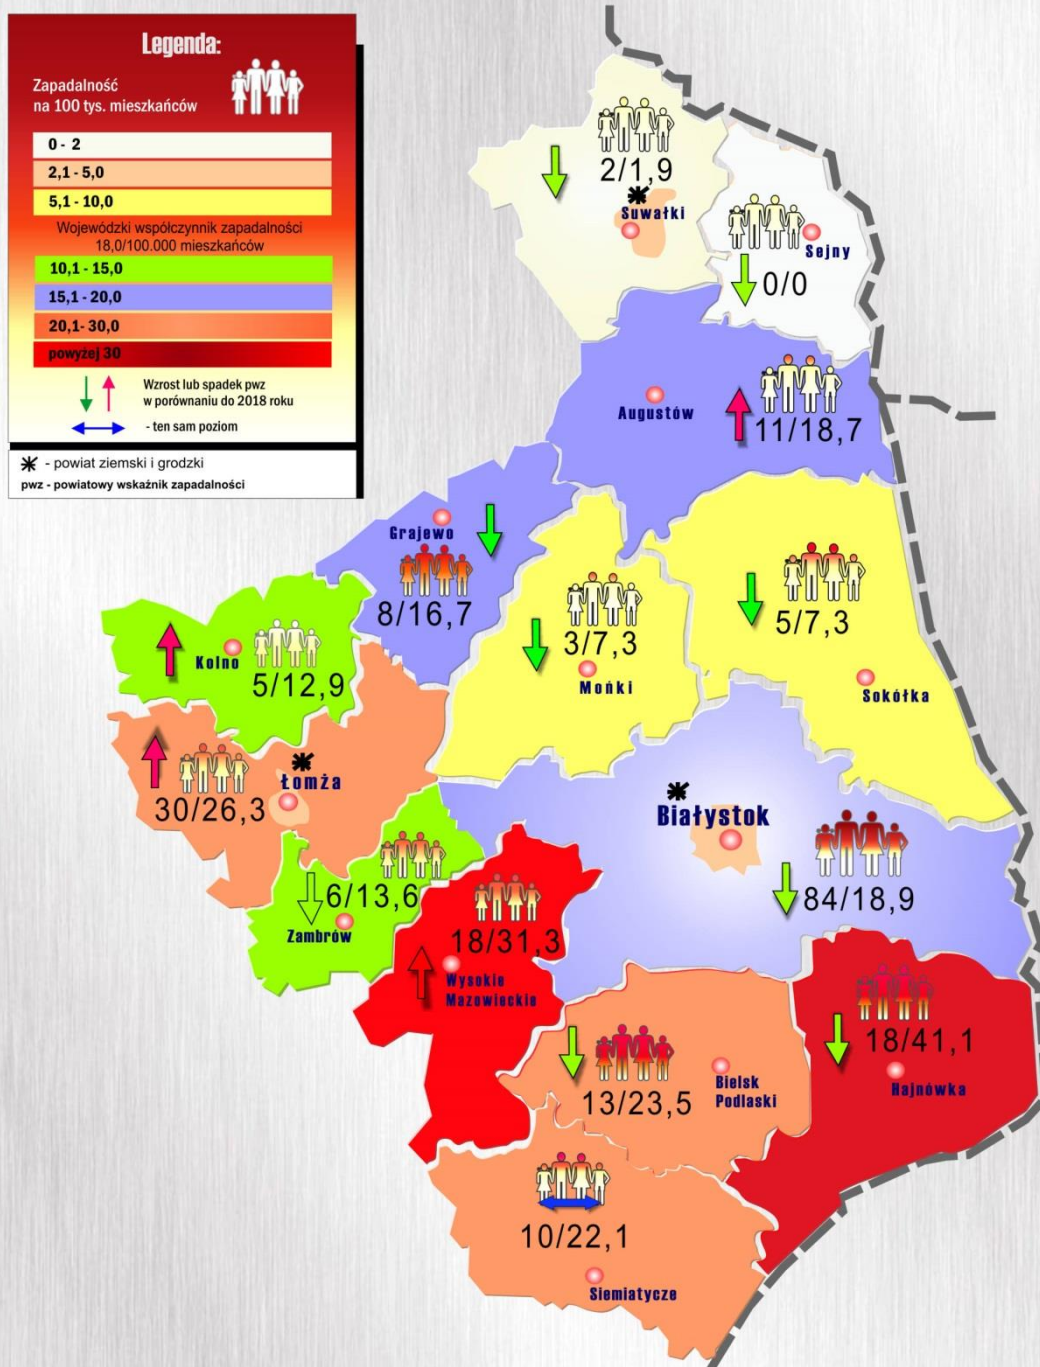 Legenda:
Zapadalność
na 100 tys. mieszkańców
0 - 2
2,1 - 5,0
5,1 - 10,0
Wojewódzki współczynnik zapadalności
18,0/100.000 mieszkańców
10,1 - 15,0
15,1 - 20,0
20,1- 30,0
powyżej 30
Wzrost lub spadek pwz
w porównaniu do 2018 roku
- ten sam poziom
- powiat ziemski i grodzki
pwz - powiatowy wskaźnik zapadalności
2/1,9
Suwałki
Sejny
0/0
Augustów
11/18,7
Grajewo
8/16,7
3/7,3
Mońki
5/7,3
Sokółka
Kolno
5/12,9
Łomża
30/26,3
Białystok
84/18,9
6/13,6
Zambrów
18/31,3
Wysokie
Mazowieckie
13/23,5
Bielsk
Podlaski
18/41,1
Hajnówka
10/22,1
Siemiatycze